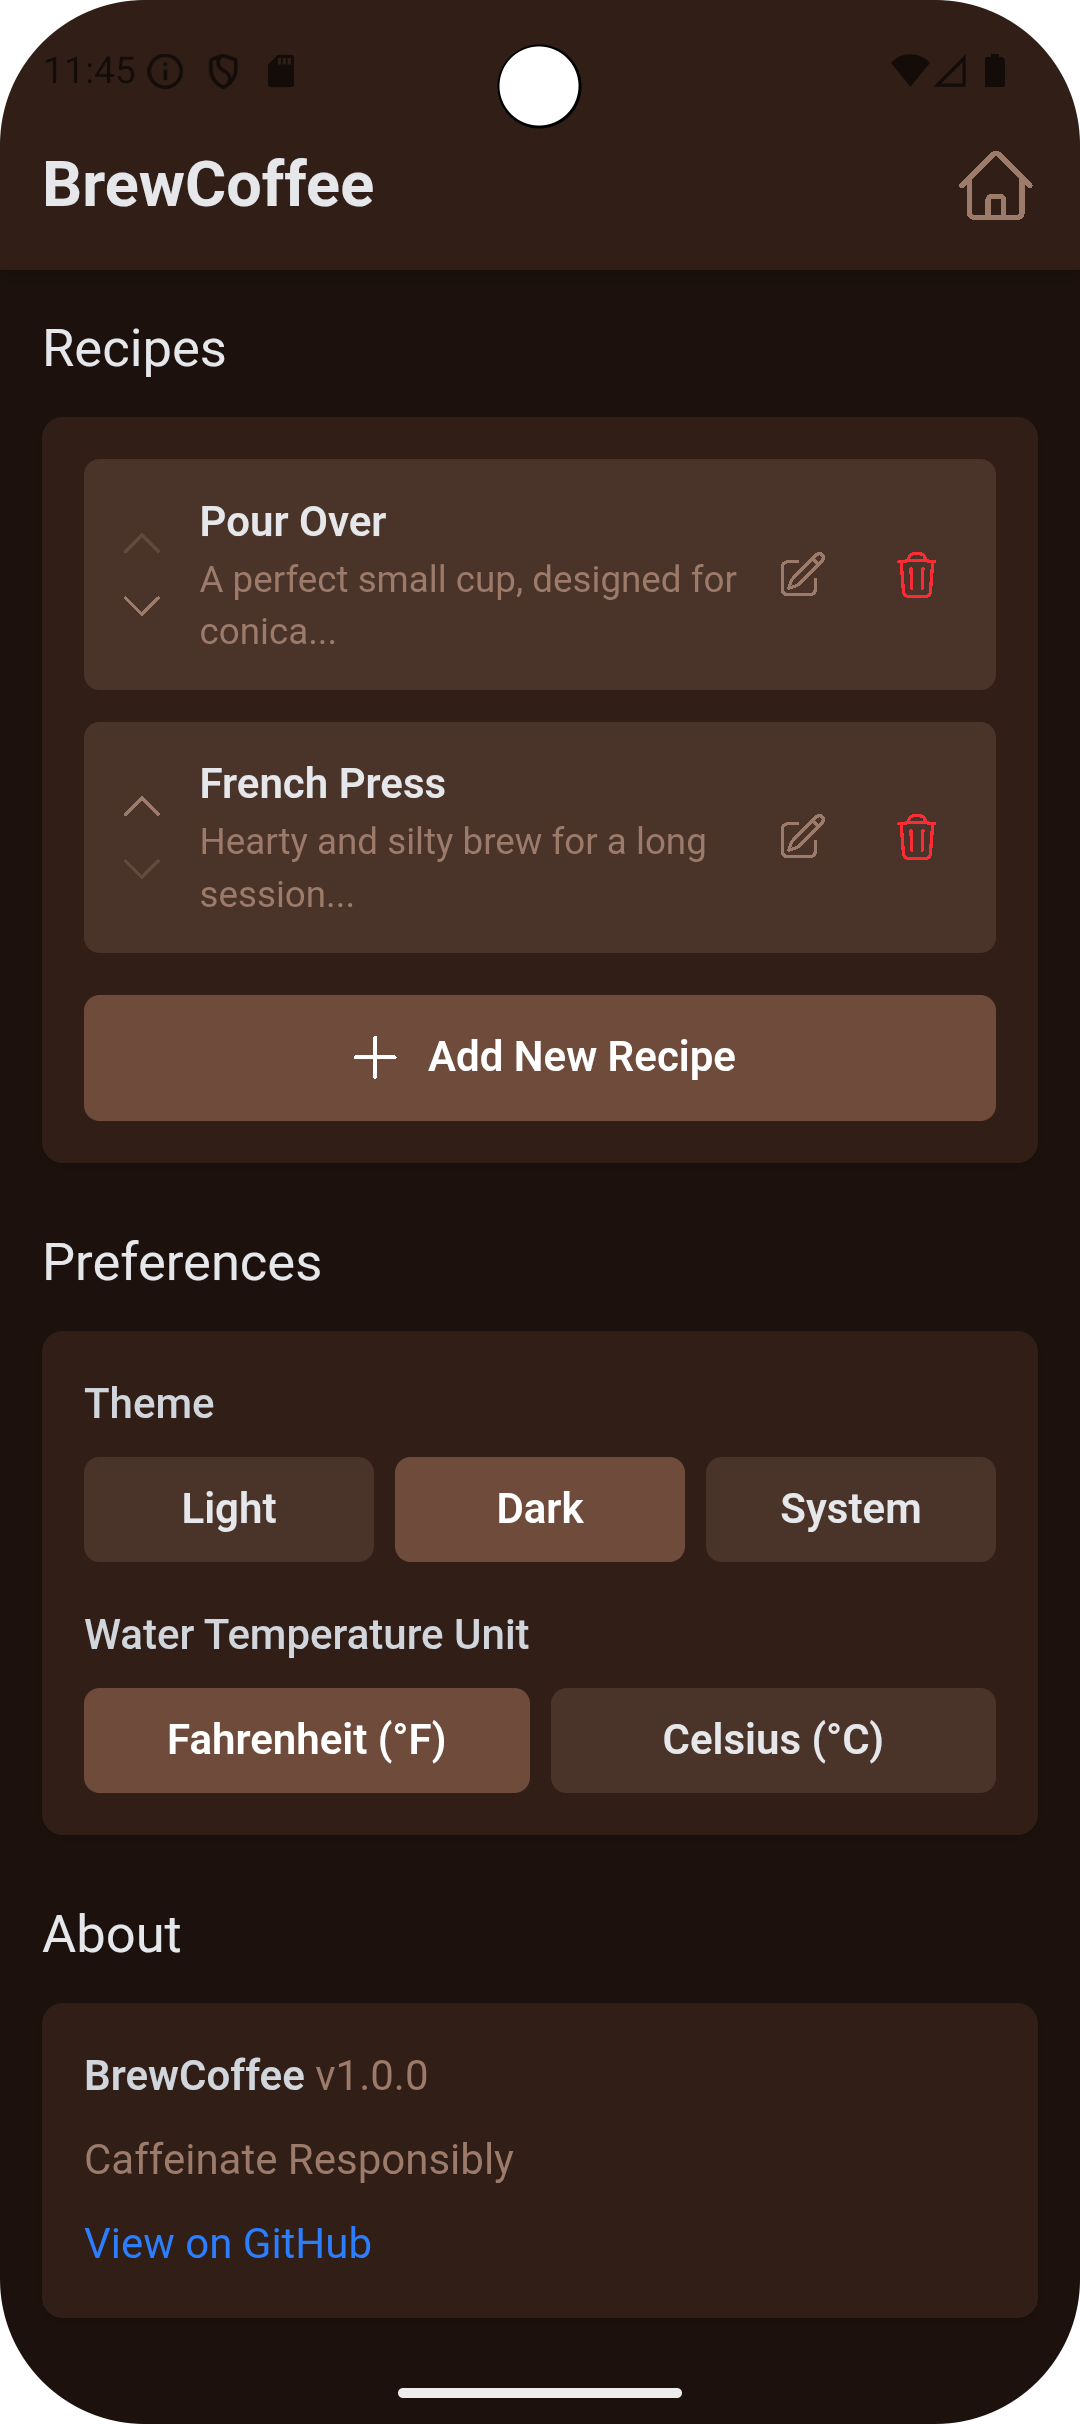 11:45
BrewCoffee
Recipes
Pour Over
A perfect small cup, designed for
conica...
French Press
Hearty and silty brew for a long
session...
Add New Recipe
Preferences
Theme
Light
Dark
System
Water Temperature Unit
Fahrenheit (°F)
Celsius (°C)
About
BrewCoffee v1.0.0
Caffeinate Responsibly
View on GitHub